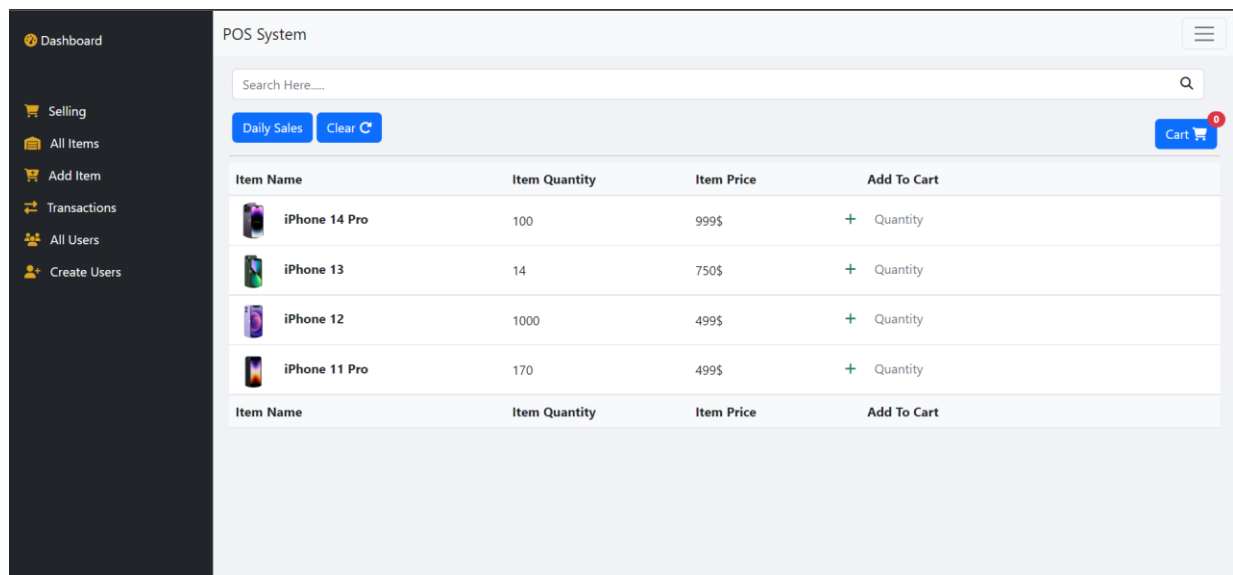 Dashboard
Selling
All Items
Add Item
Transactions
All Users
Create Users
POS System
Search Here.....
Daily Sales Clear
Cart 0
Item Name Item Quantity Item Price Add To Cart
iPhone 14 Pro 100 999$ + Quantity
iPhone 13 14 750$ + Quantity
iPhone 12 1000 499$ + Quantity
iPhone 11 Pro 170 499$ + Quantity
Item Name Item Quantity Item Price Add To Cart